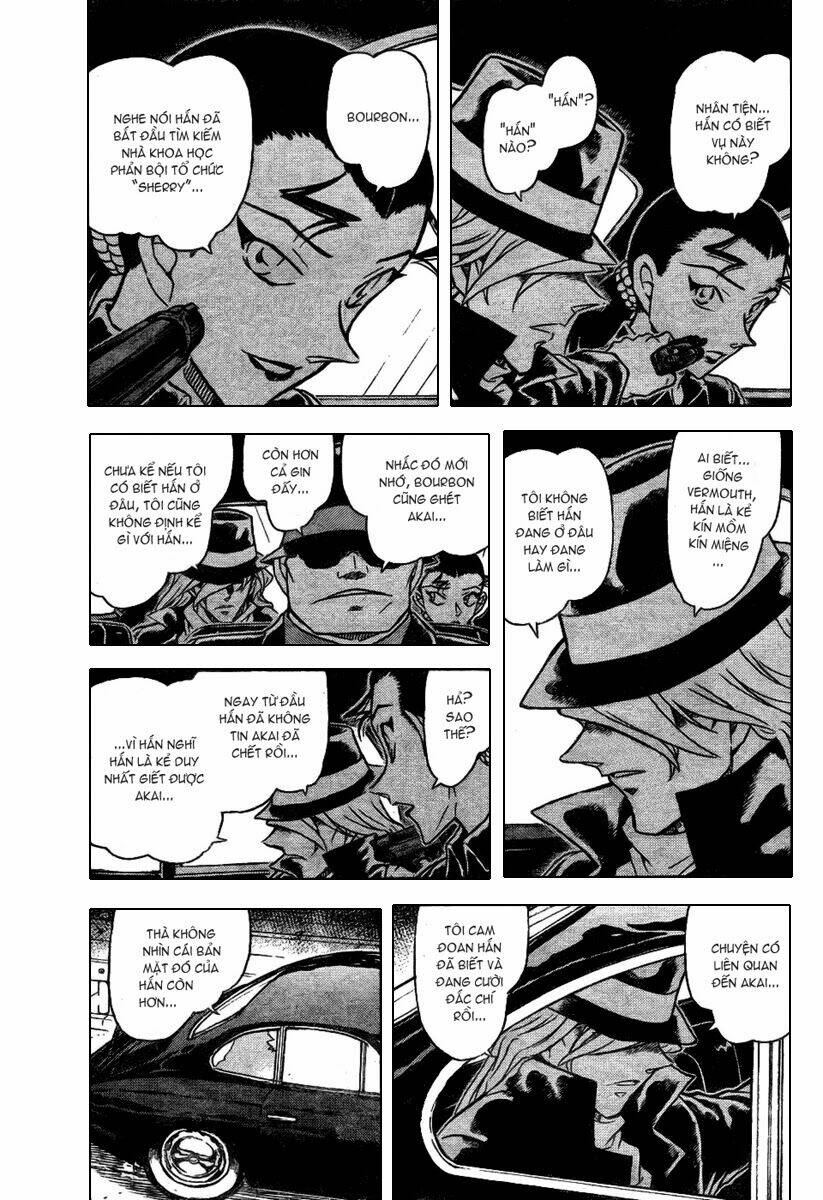 NHÂN TIỆN...
HẮN CÓ BIẾT
VỤ NÀY
KHÔNG?
"HẮN"?
"HẮN"
NÀO?
BOURBON...
NGHE NÓI HẮN ĐÃ
BẮT ĐẦU TÌM KIẾM
NHÀ KHOA HỌC
PHẢN BỘI TỔ CHỨC
"SHERRY"...
AI BIẾT...
GIỐNG
VERMOUTH,
HẮN LÀ KẺ
KÍN MỒM
KÍN MIỆNG
...
TÔI KHÔNG
BIẾT HẮN
ĐANG Ở ĐÂU
HAY ĐANG
LÀM GÌ...
NHẮC ĐÓ MỚI
NHỚ, BOURBON
CŨNG GHÉT
AKAI...
CÒN HƠN
CẢ GIN
ĐẤY...
CHƯA KỂ NẾU TÔI
CÓ BIẾT HẮN Ở
ĐÂU, TÔI CŨNG
KHÔNG ĐỊNH KỂ
GÌ VỚI HẮN...
HẢ?
SAO
THẾ?
NGAY TỪ ĐẦU
HẮN ĐÃ KHÔNG
TIN AKAI ĐÃ
CHẾT RỒI...
...VÌ HẮN NGHĨ
HẮN LÀ KẺ DUY
NHẤT GIẾT ĐƯỢC
AKAI...
CHUYỆN CÓ
LIÊN QUAN
ĐẾN AKAI...
TÔI CAM
ĐOAN HẮN
ĐÃ BIẾT VÀ
ĐANG CƯỜI
ĐẮC CHÍ
RỒI...
THÀ KHÔNG
NHÌN CÁI BẢN
MẶT ĐÓ CỦA
HẮN CÒN
HƠN...